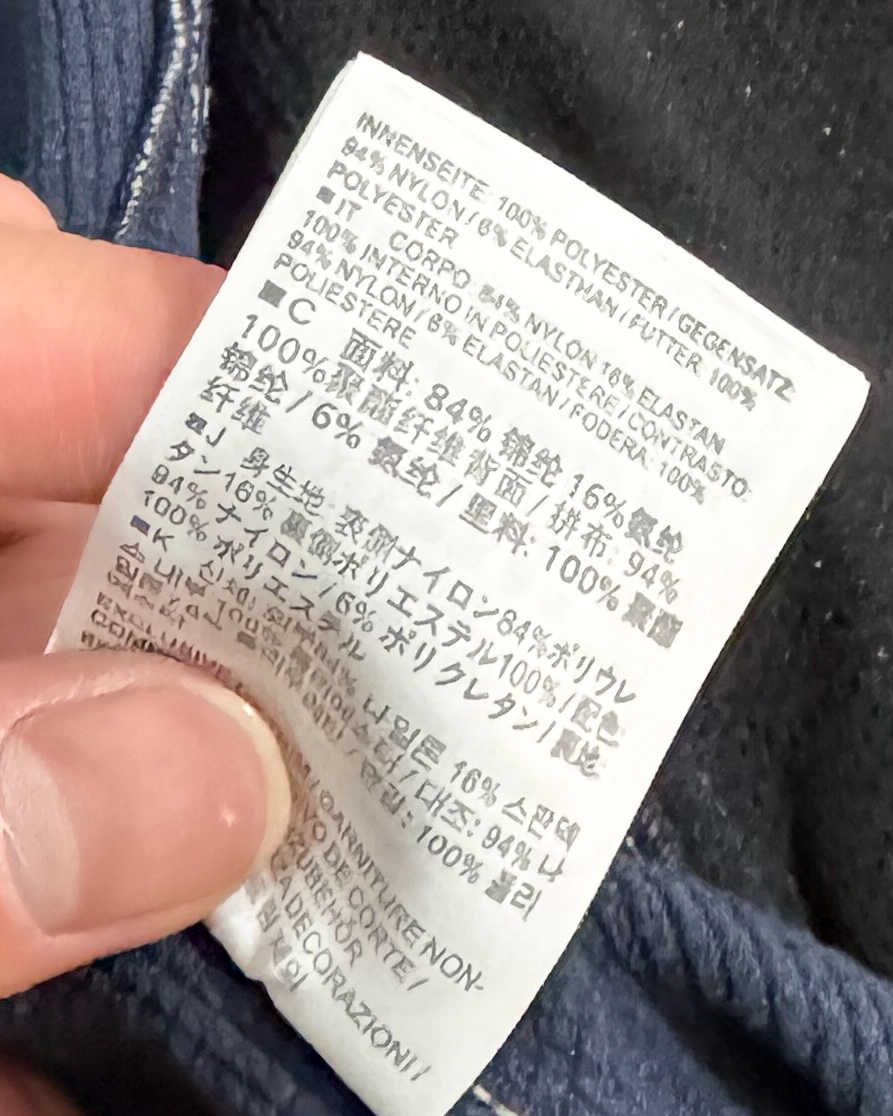 INNENSEITE: 100% POLYESTER / GEGENSATZ:
94% NYLON / 6% ELASTHAN / FUTTER: 100%
POLYESTER
■IT CORPO: 84% NYLON 16% ELASTAN
100% INTERNO IN POLIESTERE / CONTRASTO:
94% NYLON / 6% ELASTAN / FODERA: 100%
POLIESTERE
■C 面料: 84% 锦纶 16% 氨纶
100%聚酯纤维背面 / 拼布: 94%
锦纶 / 6% 氨纶 / 里料: 100% 聚酯
纤维
■J 身生地: 表側ナイロン84%ポリウレ
タン16% 裏側ポリエステル100% / 配色
94% ナイロン / 6% ポリウレタン / 裏地
100% ポリエステル
■K 나일론 16% 스판덱
/ 대조: 94% 나
: 100% 폴리
GARNITURE NON-
DE CORTE /
ZUBEHÖR
DECORAZIONI /